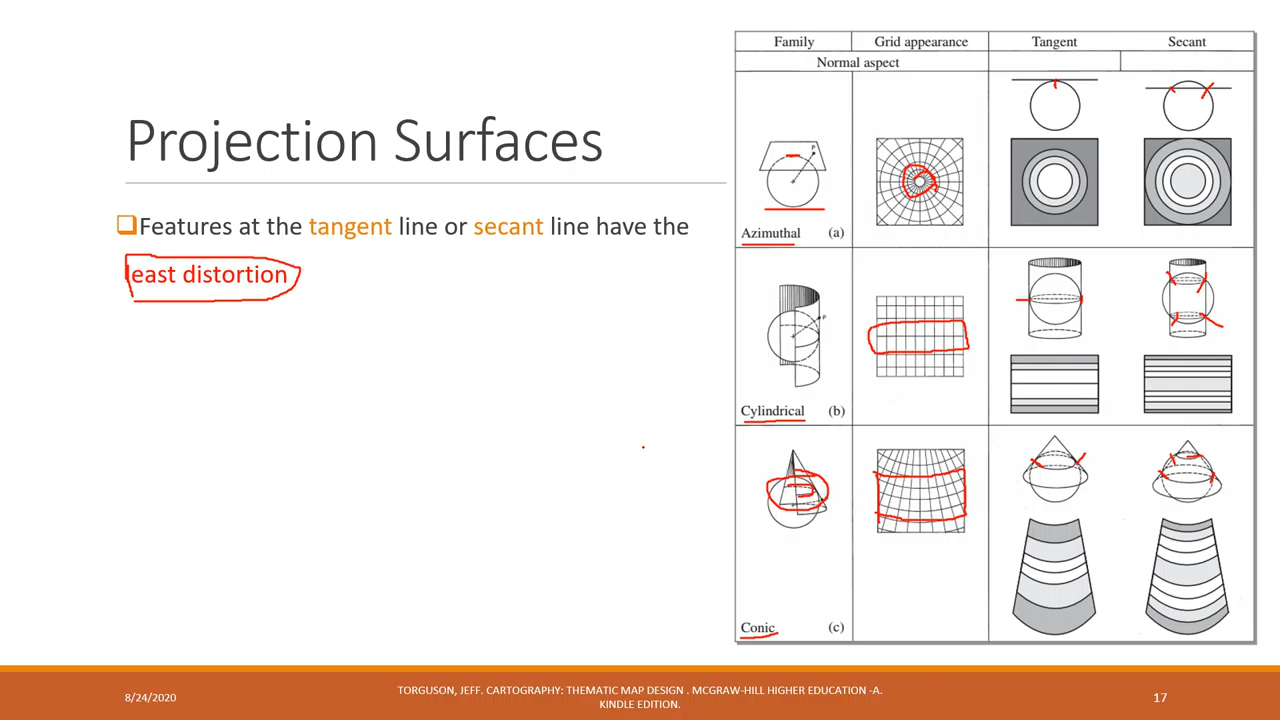 Projection Surfaces
Features at the tangent line or secant line have the
least distortion
Family Grid appearance Tangent Secant
Normal aspect
P
Azimuthal (a)
P
Cylindrical (b)
Conic (c)
8/24/2020
TORGUSON, JEFF. CARTOGRAPHY: THEMATIC MAP DESIGN . MCGRAW-HILL HIGHER EDUCATION -A.
KINDLE EDITION.
17